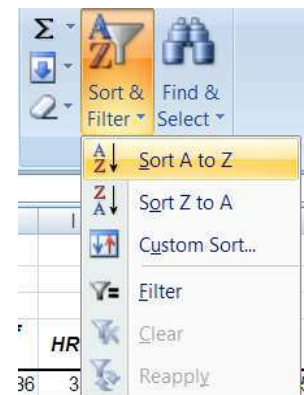 Σ
A
Z
Sort & Find &
Filter Select
A
Z
Sort A to Z
Z
A
Sort Z to A
I
Custom Sort...
Filter
HR
Clear
36 3
Reapply